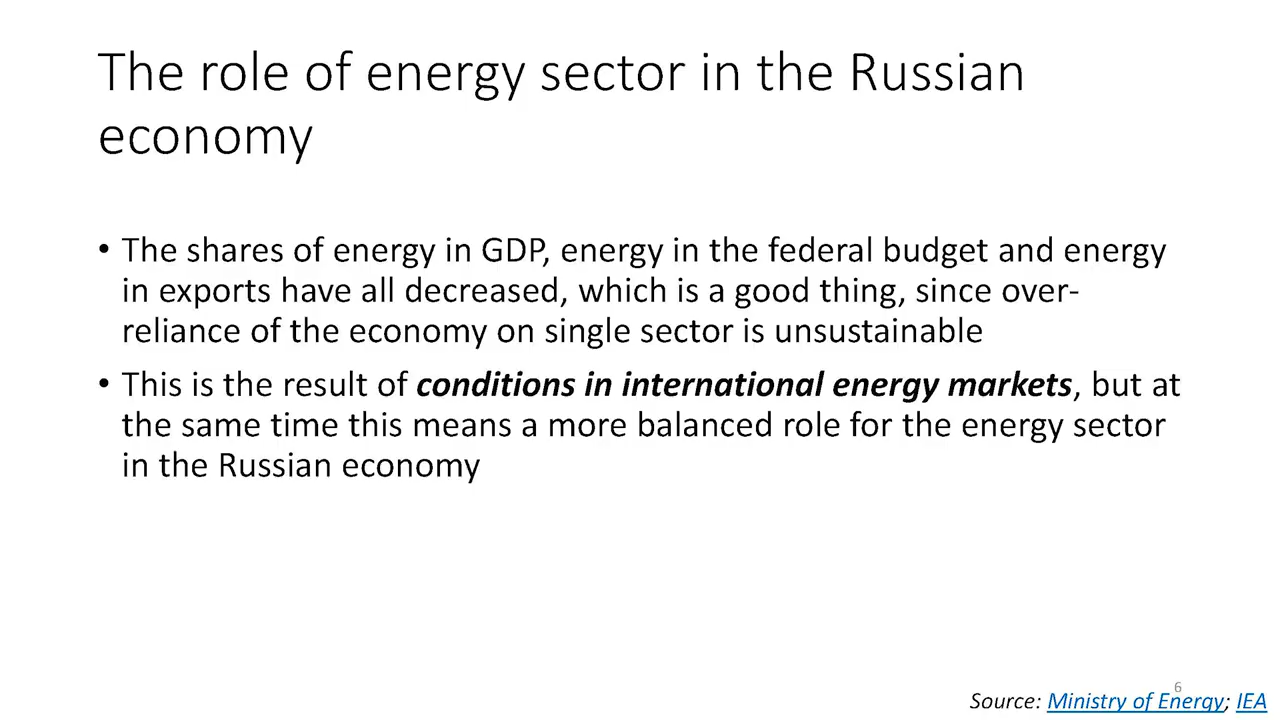 The role of energy sector in the Russian
economy
• The shares of energy in GDP, energy in the federal budget and energy
in exports have all decreased, which is a good thing, since over-
reliance of the economy on single sector is unsustainable
• This is the result of conditions in international energy markets, but at
the same time this means a more balanced role for the energy sector
in the Russian economy
6
Source: Ministry of Energy; IEA